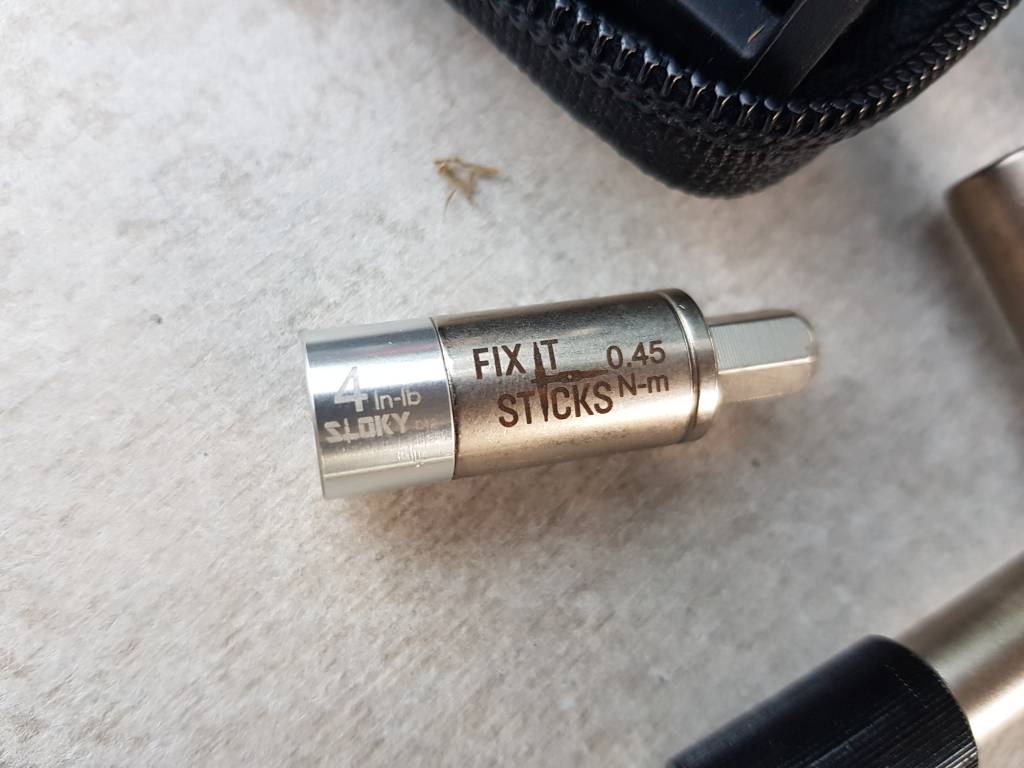 4 In-lb
SLOKY
FIX IT
STICKS
0.45
N-m